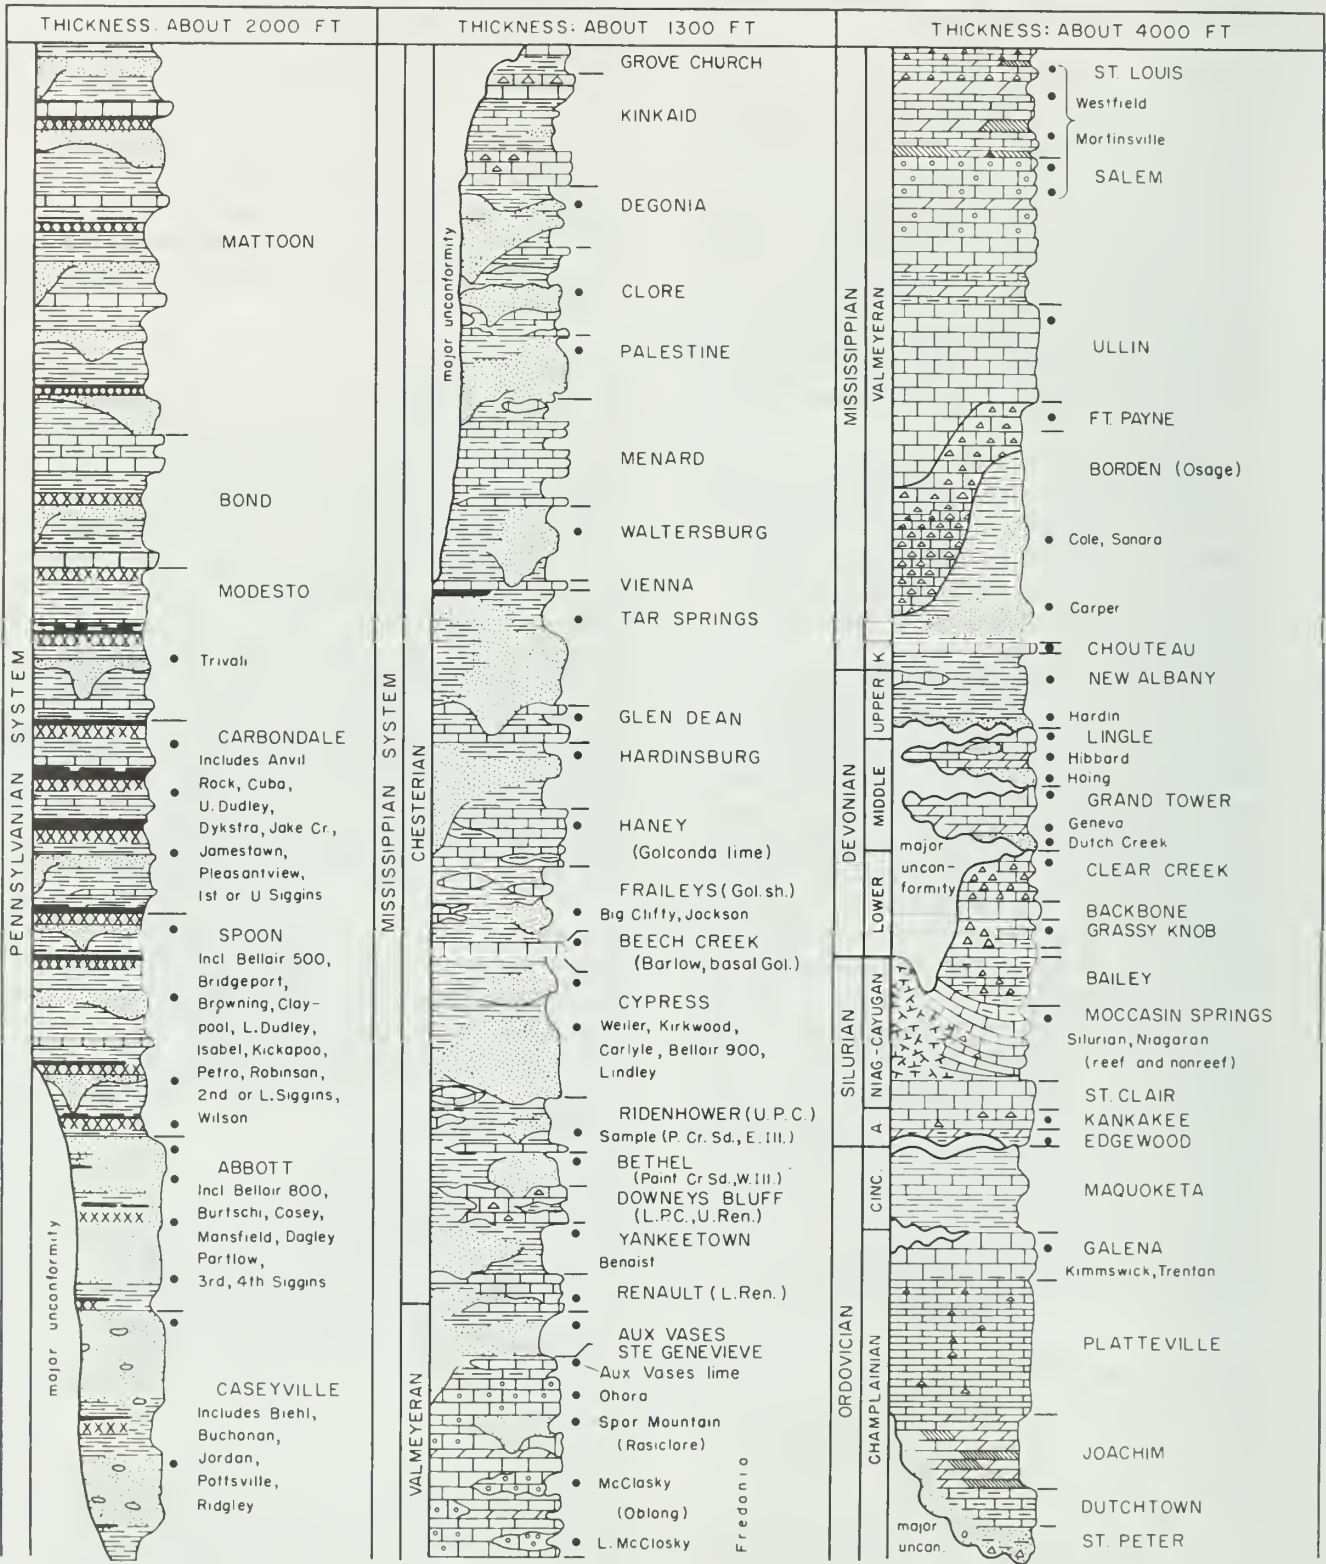 THICKNESS: ABOUT 2000 FT
PENNSYLVANIAN SYSTEM
MATTOON
BOND
MODESTO
Trivoli
CARBONDALE
Includes Anvil
Rock, Cuba,
U. Dudley,
Dykstra, Jake Cr.,
Jamestown,
Pleasantview,
1st or U Siggins
SPOON
Incl Bellair 500,
Bridgeport,
Browning, Clay-
pool, L. Dudley,
Isabel, Kickapoo,
Petro, Robinson,
2nd or L. Siggins,
Wilson
ABBOTT
Incl Bellair 800,
Burtschi, Casey,
Mansfield, Dagley
Partlow,
3rd, 4th Siggins
major unconformity
CASEYVILLE
Includes Biehl,
Buchanan,
Jordan,
Pottsville,
Ridgley
THICKNESS: ABOUT 1300 FT
MISSISSIPPIAN SYSTEM
CHESTERIAN
VALMEYERAN
major unconformity
GROVE CHURCH
KINKAID
DEGONIA
CLORE
PALESTINE
MENARD
WALTERSBURG
VIENNA
TAR SPRINGS
GLEN DEAN
HARDINSBURG
HANEY
(Golconda lime)
FRAILEYS (Gol. sh.)
Big Clifty, Jackson
BEECH CREEK
(Barlow, basal Gol.)
CYPRESS
Weiler, Kirkwood,
Carlyle, Bellair 900,
Lindley
RIDENHOWER (U.P.C.)
Sample (P. Cr. Sd., E. Ill.)
BETHEL
(Paint Cr Sd., W. Ill.)
DOWNEYS BLUFF
(L.P.C., U. Ren.)
YANKEETOWN
Benoist
RENAULT (L. Ren.)
AUX VASES
STE GENEVIEVE
Aux Vases lime
Ohara
Spar Mountain
(Rosiclare)
McClosky
(Oblong)
L. McClosky
Fredonia
THICKNESS: ABOUT 4000 FT
MISSISSIPPIAN
VALMEYERAN
K
ST. LOUIS
Westfield
Martinsville
SALEM
ULLIN
FT. PAYNE
BORDEN (Osage)
Cole, Sonora
Carper
CHOUTEAU
DEVONIAN
UPPER
MIDDLE
LOWER
NEW ALBANY
Hardin
LINGLE
Hibbard
Hoing
GRAND TOWER
Geneva
Dutch Creek
major
uncon-
formity
CLEAR CREEK
BACKBONE
GRASSY KNOB
BAILEY
SILURIAN
NIAG.-CAYUGAN
A
MOCCASIN SPRINGS
Silurian, Niagaran
(reef and nonreef)
ST. CLAIR
KANKAKEE
EDGEWOOD
ORDOVICIAN
CINC.
CHAMPLAINIAN
MAQUOKETA
GALENA
Kimmswick, Trenton
PLATTEVILLE
JOACHIM
DUTCHTOWN
ST. PETER
major
uncon.